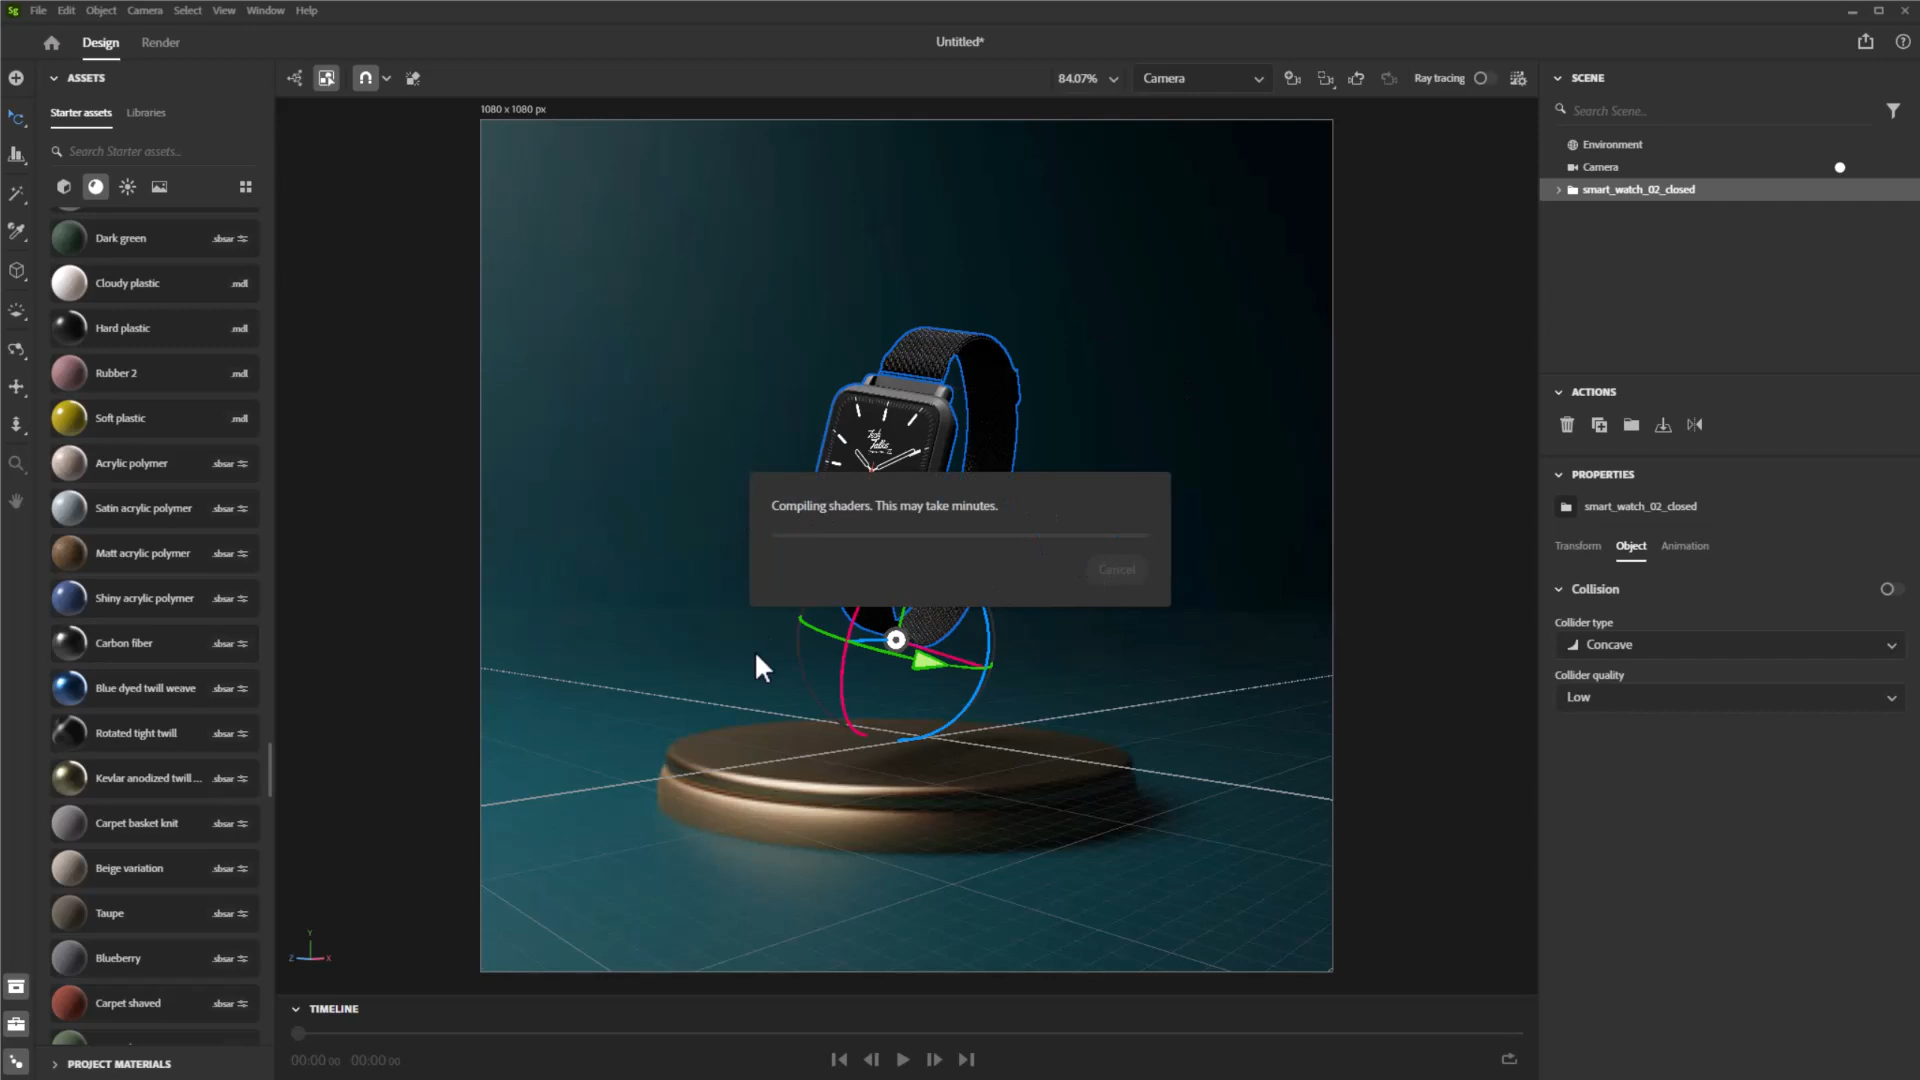 Sg File Edit Object Camera Select View Window Help
Design Render Untitled*
ASSETS
84.07% Camera Ray tracing
Starter assets Libraries
Search Starter assets...
Dark green .sbsar
Cloudy plastic .mdl
Hard plastic .mdl
Rubber 2 .mdl
Soft plastic .mdl
Acrylic polymer .sbsar
Satin acrylic polymer .sbsar
Matt acrylic polymer .sbsar
Shiny acrylic polymer .sbsar
Carbon fiber .sbsar
Blue dyed twill weave .sbsar
Rotated tight twill .sbsar
Kevlar anodized twill ... .sbsar
Carpet basket knit .sbsar
Beige variation .sbsar
Taupe .sbsar
Blueberry .sbsar
Carpet shaved .sbsar
PROJECT MATERIALS
1080 x 1080 px
Tech
Talks
Compiling shaders. This may take minutes.
Cancel
Y
Z X
TIMELINE
00:00 00 00:00 00
SCENE
Search Scene...
Environment
Camera
smart_watch_02_closed
ACTIONS
PROPERTIES
smart_watch_02_closed
Transform Object Animation
Collision
Collider type
Concave
Collider quality
Low